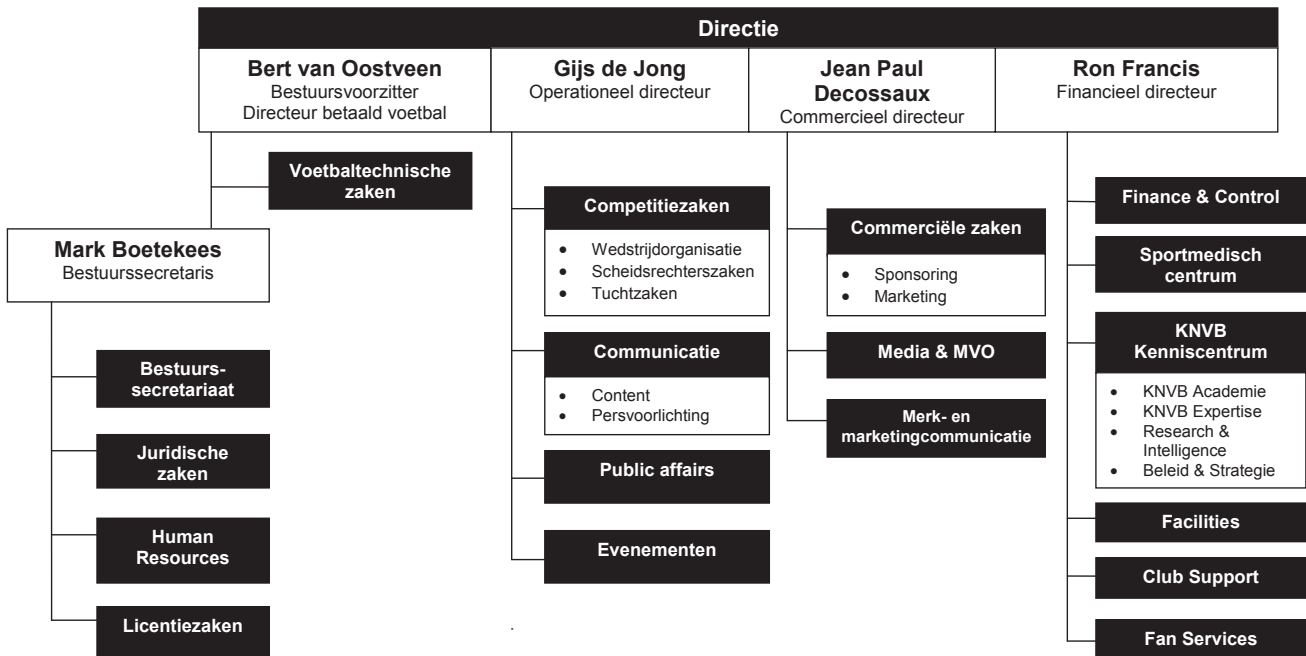 Directie
Bert van Oostveen
Bestuursvoorzitter
Directeur betaald voetbal
Gijs de Jong
Operationeel directeur
Jean Paul
Decossaux
Commercieel directeur
Ron Francis
Financieel directeur
Voetbaltechnische
zaken
Mark Boetekees
Bestuurssecretaris
Bestuurs-
secretariaat
Juridische
zaken
Human
Resources
Licentiezaken
Competitiezaken
• Wedstrijdorganisatie
• Scheidsrechterszaken
• Tuchtzaken
Communicatie
• Content
• Persvoorlichting
Public affairs
Evenementen
Commerciële zaken
• Sponsoring
• Marketing
Media & MVO
Merk- en
marketingcommunicatie
Finance & Control
Sportmedisch
centrum
KNVB
Kenniscentrum
• KNVB Academie
• KNVB Expertise
• Research &
Intelligence
• Beleid & Strategie
Facilities
Club Support
Fan Services